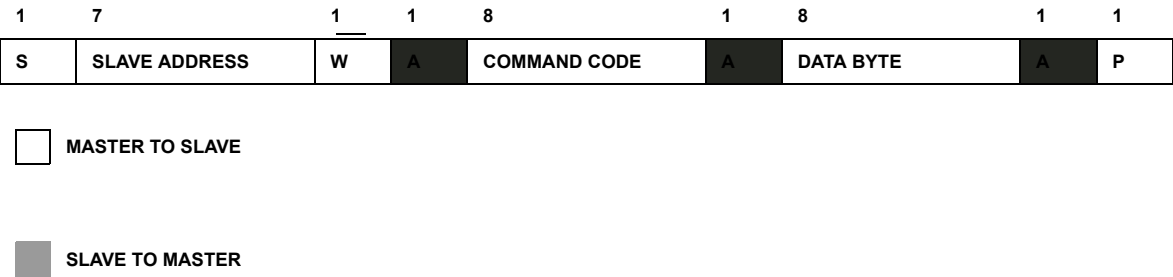 1 7 1 1 8 1 8 1 1
S SLAVE ADDRESS W A COMMAND CODE A DATA BYTE A P
MASTER TO SLAVE
SLAVE TO MASTER